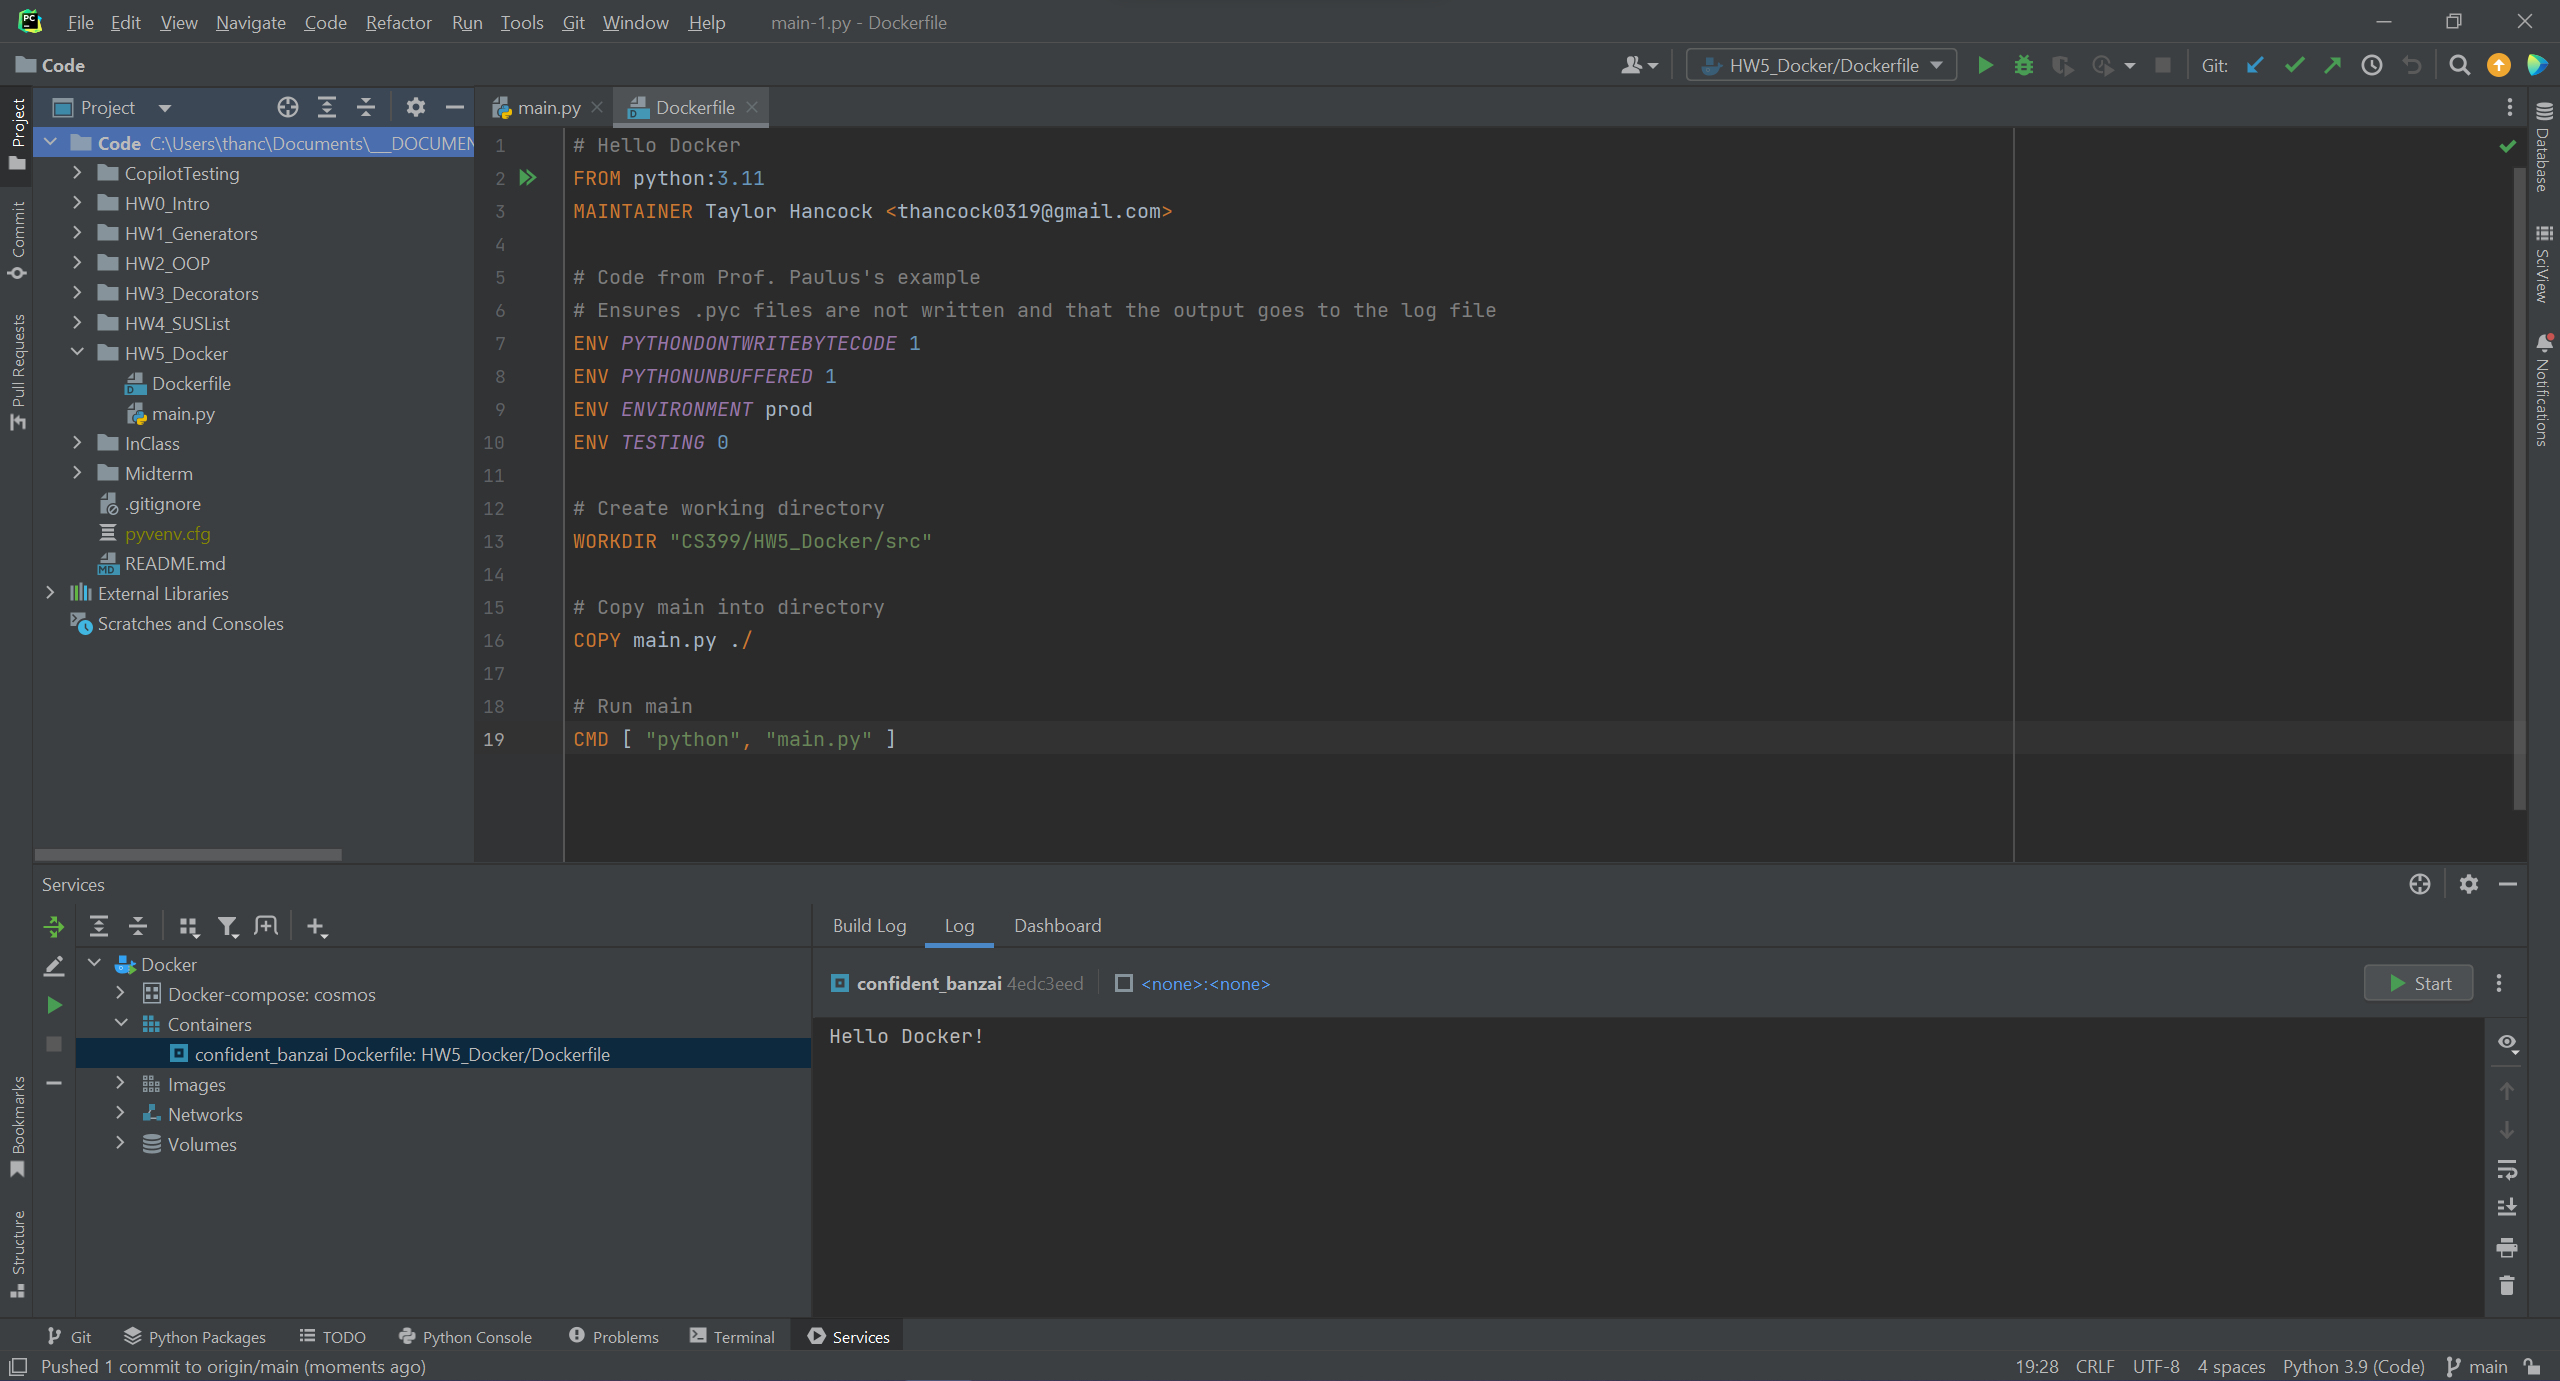 PC File Edit View Navigate Code Refactor Run Tools Git Window Help main-1.py - Dockerfile
Code
HW5_Docker/Dockerfile Git:
Project
main.py
Dockerfile
Project
Commit
Pull Requests
Bookmarks
Structure
Code C:\Users\thanc\Documents\___DOCUMEN
CopilotTesting
HW0_Intro
HW1_Generators
HW2_OOP
HW3_Decorators
HW4_SUSList
HW5_Docker
Dockerfile
main.py
InClass
Midterm
.gitignore
pyvenv.cfg
README.md
External Libraries
Scratches and Consoles
1 # Hello Docker
2 FROM python:3.11
3 MAINTAINER Taylor Hancock <thancock0319@gmail.com>
4
5 # Code from Prof. Paulus's example
6 # Ensures .pyc files are not written and that the output goes to the log file
7 ENV PYTHONDONTWRITEBYTECODE 1
8 ENV PYTHONUNBUFFERED 1
9 ENV ENVIRONMENT prod
10 ENV TESTING 0
11
12 # Create working directory
13 WORKDIR "CS399/HW5_Docker/src"
14
15 # Copy main into directory
16 COPY main.py ./
17
18 # Run main
19 CMD [ "python", "main.py" ]
Database
SciView
Notifications
Services
Docker
Docker-compose: cosmos
Containers
confident_banzai Dockerfile: HW5_Docker/Dockerfile
Images
Networks
Volumes
Build Log Log Dashboard
confident_banzai 4edc3eed <none>:<none> Start
Hello Docker!
Git Python Packages TODO Python Console Problems Terminal Services
Pushed 1 commit to origin/main (moments ago) 19:28 CRLF UTF-8 4 spaces Python 3.9 (Code) main